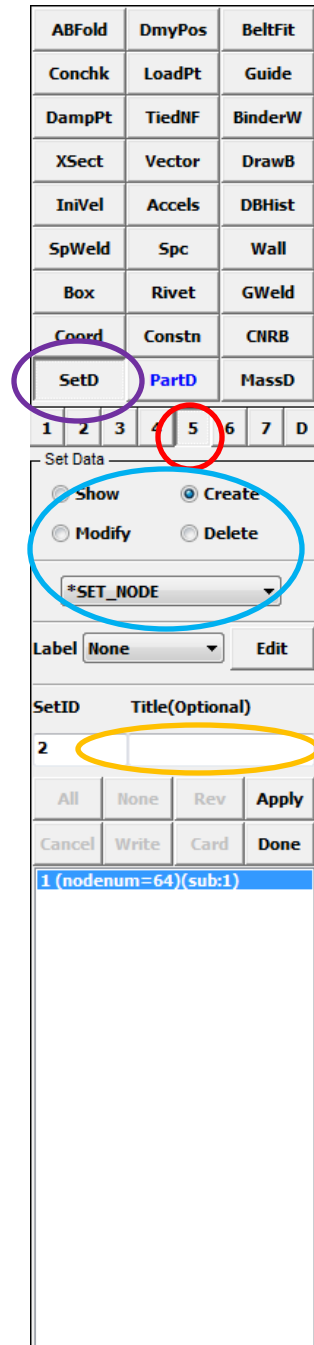 ABFold DmyPos BeltFit
Conchk LoadPt Guide
DampPt TiedNF BinderW
XSect Vector DrawB
IniVel Accels DBHist
SpWeld Spc Wall
Box Rivet GWeld
Coord Constn CNRB
SetD PartD MassD
1 2 3 4 5 6 7 D
Set Data
Show Create
Modify Delete
*SET_NODE
Label None Edit
SetID Title(Optional)
2
All None Rev Apply
Cancel Write Card Done
1 (nodenum=64)(sub:1)